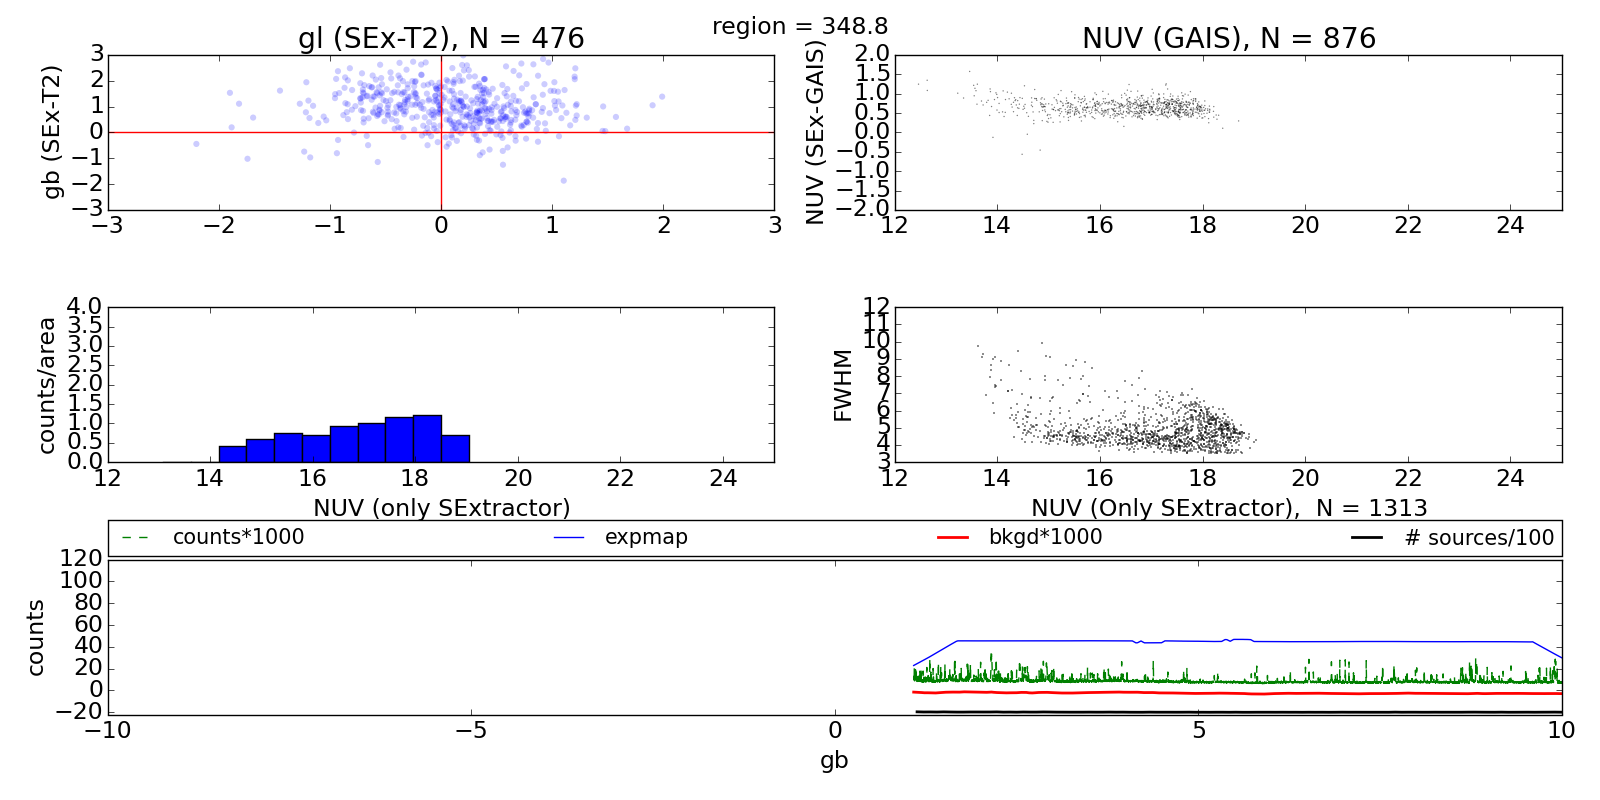 region = 348.8
gl (SEx-T2), N = 476
NUV (GAIS), N = 876
gb (SEx-T2)
3
2
1
0
−1
−2
−3
−3 −2 −1 0 1 2 3
NUV (SEx-GAIS)
2.0
1.5
1.0
0.5
0.0
−0.5
−1.0
−1.5
−2.0
12 14 16 18 20 22 24
counts/area
4.0
3.5
3.0
2.5
2.0
1.5
1.0
0.5
0.0
12 14 16 18 20 22 24
NUV (only SExtractor)
FWHM
12
11
10
9
8
7
6
5
4
3
12 14 16 18 20 22 24
NUV (Only SExtractor), N = 1313
counts*1000 expmap bkgd*1000 # sources/100
counts
120
100
80
60
40
20
0
−20
−10 −5 0 5 10
gb